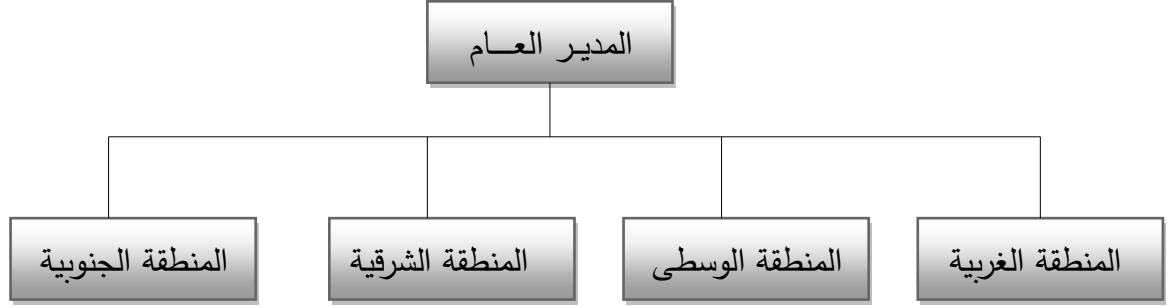 المديـر العـــام
المنطقة الغربية
المنطقة الوسطى
المنطقة الشرقية
المنطقة الجنوبية